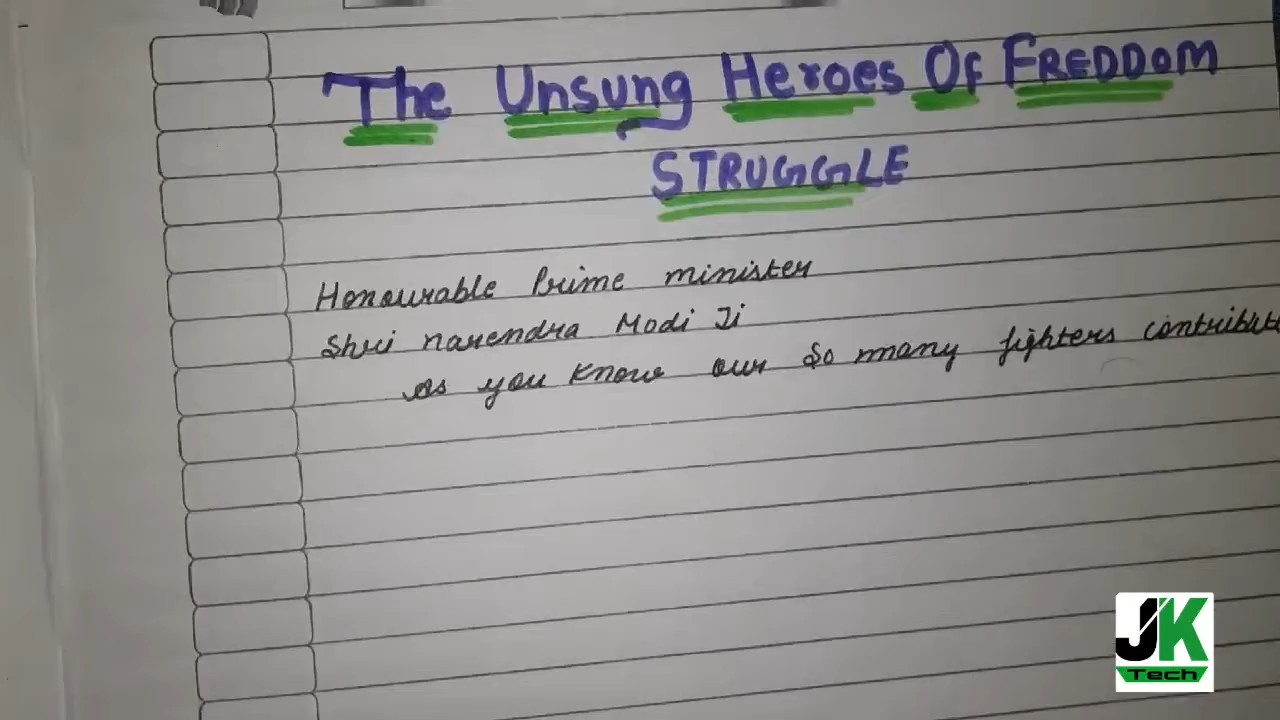 The Unsung Heroes Of FREDDOM
STRUGGLE
Honourable Prime minister
Shri narendra Modi Ji
as you know our so many fighters contribute
JK
Tech